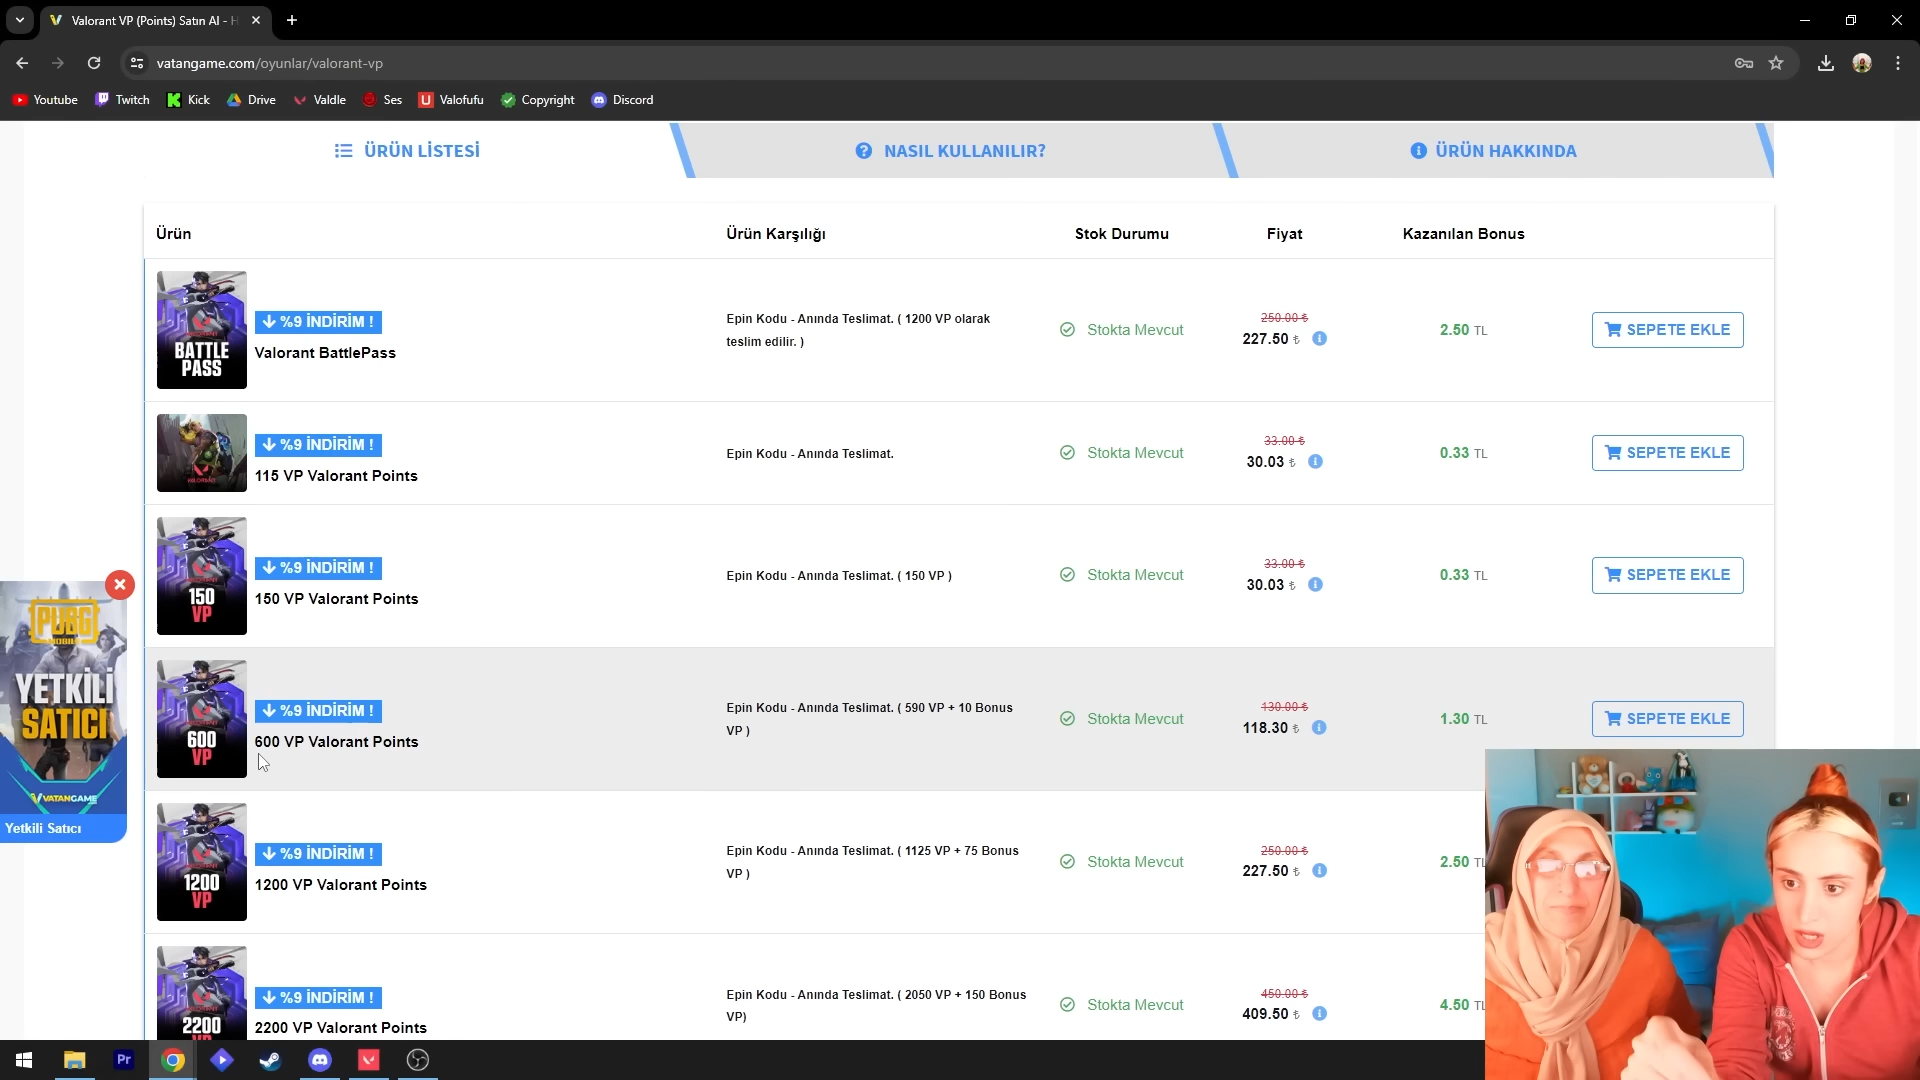 Valorant VP (Points) Satın Al - H
vatangame.com/oyunlar/valorant-vp
Youtube
Twitch
Kick
Drive
Valdle
Ses
Valofufu
Copyright
Discord
ÜRÜN LİSTESİ
NASIL KULLANILIR?
ÜRÜN HAKKINDA
Ürün
Ürün Karşılığı
Stok Durumu
Fiyat
Kazanılan Bonus
BATTLE
PASS
%9 İNDİRİM !
Valorant BattlePass
Epin Kodu - Anında Teslimat. ( 1200 VP olarak
teslim edilir. )
Stokta Mevcut
250.00 ₺
227.50 ₺
2.50 TL
SEPETE EKLE
%9 İNDİRİM !
115 VP Valorant Points
Epin Kodu - Anında Teslimat.
Stokta Mevcut
33.00 ₺
30.03 ₺
0.33 TL
SEPETE EKLE
150
VP
%9 İNDİRİM !
150 VP Valorant Points
Epin Kodu - Anında Teslimat. ( 150 VP )
Stokta Mevcut
33.00 ₺
30.03 ₺
0.33 TL
SEPETE EKLE
600
VP
%9 İNDİRİM !
600 VP Valorant Points
Epin Kodu - Anında Teslimat. ( 590 VP + 10 Bonus
VP )
Stokta Mevcut
130.00 ₺
118.30 ₺
1.30 TL
SEPETE EKLE
1200
VP
%9 İNDİRİM !
1200 VP Valorant Points
Epin Kodu - Anında Teslimat. ( 1125 VP + 75 Bonus
VP )
Stokta Mevcut
250.00 ₺
227.50 ₺
2.50 TL
2200
VP
%9 İNDİRİM !
2200 VP Valorant Points
Epin Kodu - Anında Teslimat. ( 2050 VP + 150 Bonus
VP)
Stokta Mevcut
450.00 ₺
409.50 ₺
4.50 TL
PUBG
MOBILE
YETKİLİ
SATICI
VATANGAME
Yetkili Satıcı
Pr